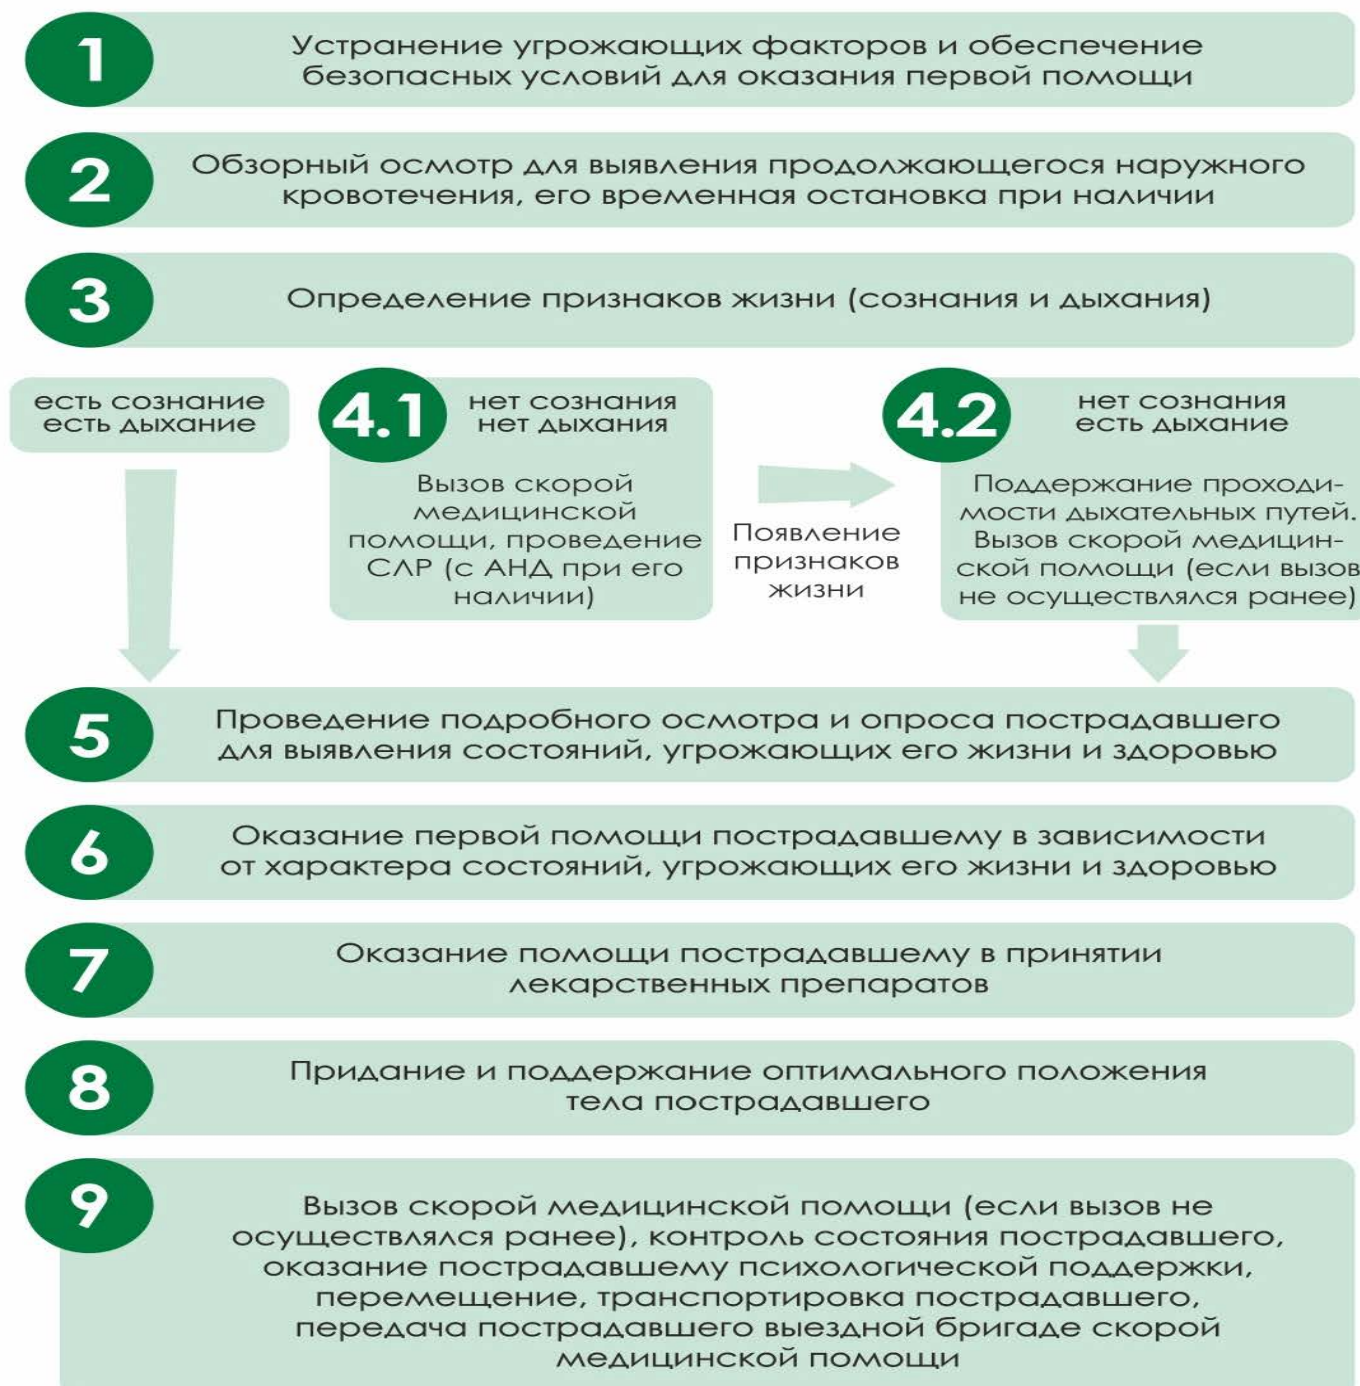 1
Устранение угрожающих факторов и обеспечение
безопасных условий для оказания первой помощи
2
Обзорный осмотр для выявления продолжающегося наружного
кровотечения, его временная остановка при наличии
3
Определение признаков жизни (сознания и дыхания)
есть сознание
есть дыхание
4.1
нет сознания
нет дыхания
Вызов скорой
медицинской
помощи, проведение
СЛР (с АНД при его
наличии)
Появление
признаков
жизни
4.2
нет сознания
есть дыхание
Поддержание проходи-
мости дыхательных путей.
Вызов скорой медицин-
ской помощи (если вызов
не осуществлялся ранее)
5
Проведение подробного осмотра и опроса пострадавшего
для выявления состояний, угрожающих его жизни и здоровью
6
Оказание первой помощи пострадавшему в зависимости
от характера состояний, угрожающих его жизни и здоровью
7
Оказание помощи пострадавшему в принятии
лекарственных препаратов
8
Придание и поддержание оптимального положения
тела пострадавшего
9
Вызов скорой медицинской помощи (если вызов не
осуществлялся ранее), контроль состояния пострадавшего,
оказание пострадавшему психологической поддержки,
перемещение, транспортировка пострадавшего,
передача пострадавшего выездной бригаде скорой
медицинской помощи